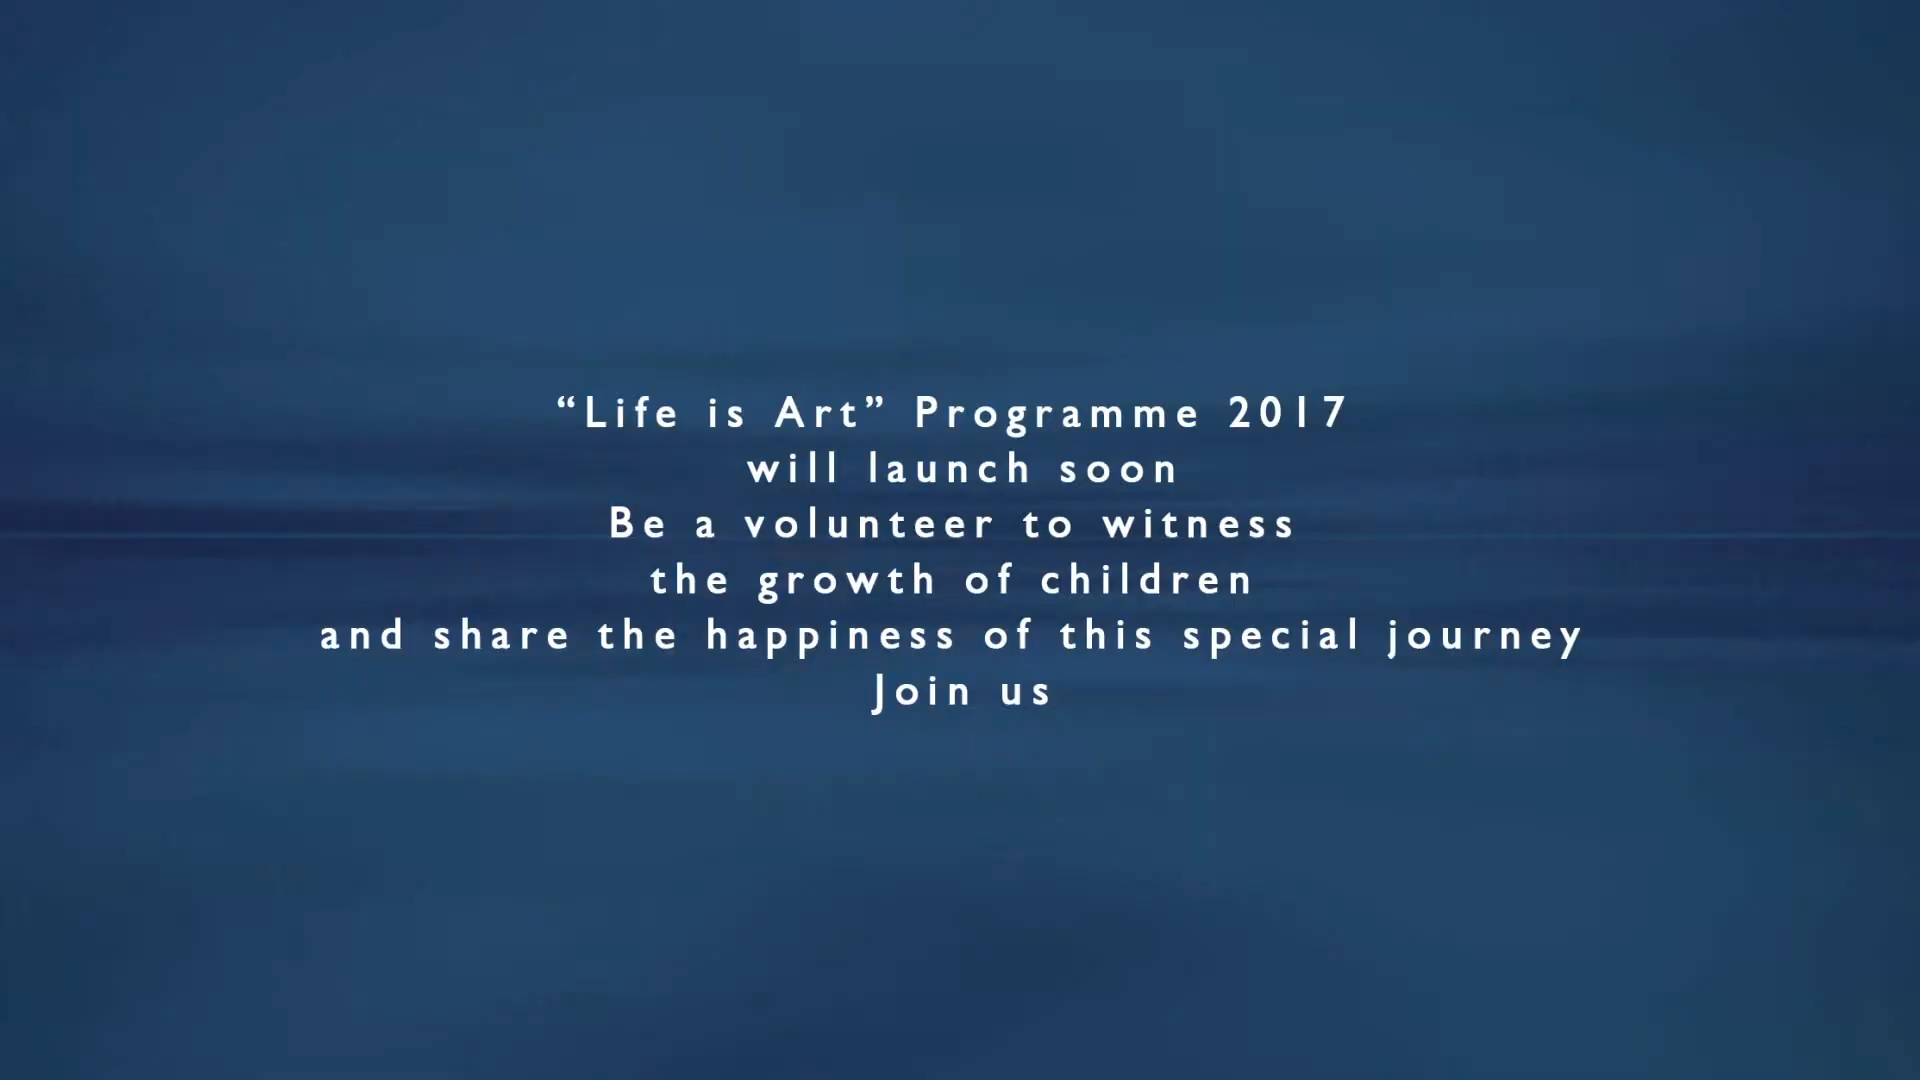 “Life is Art” Programme 2017
will launch soon
Be a volunteer to witness
the growth of children
and share the happiness of this special journey
Join us